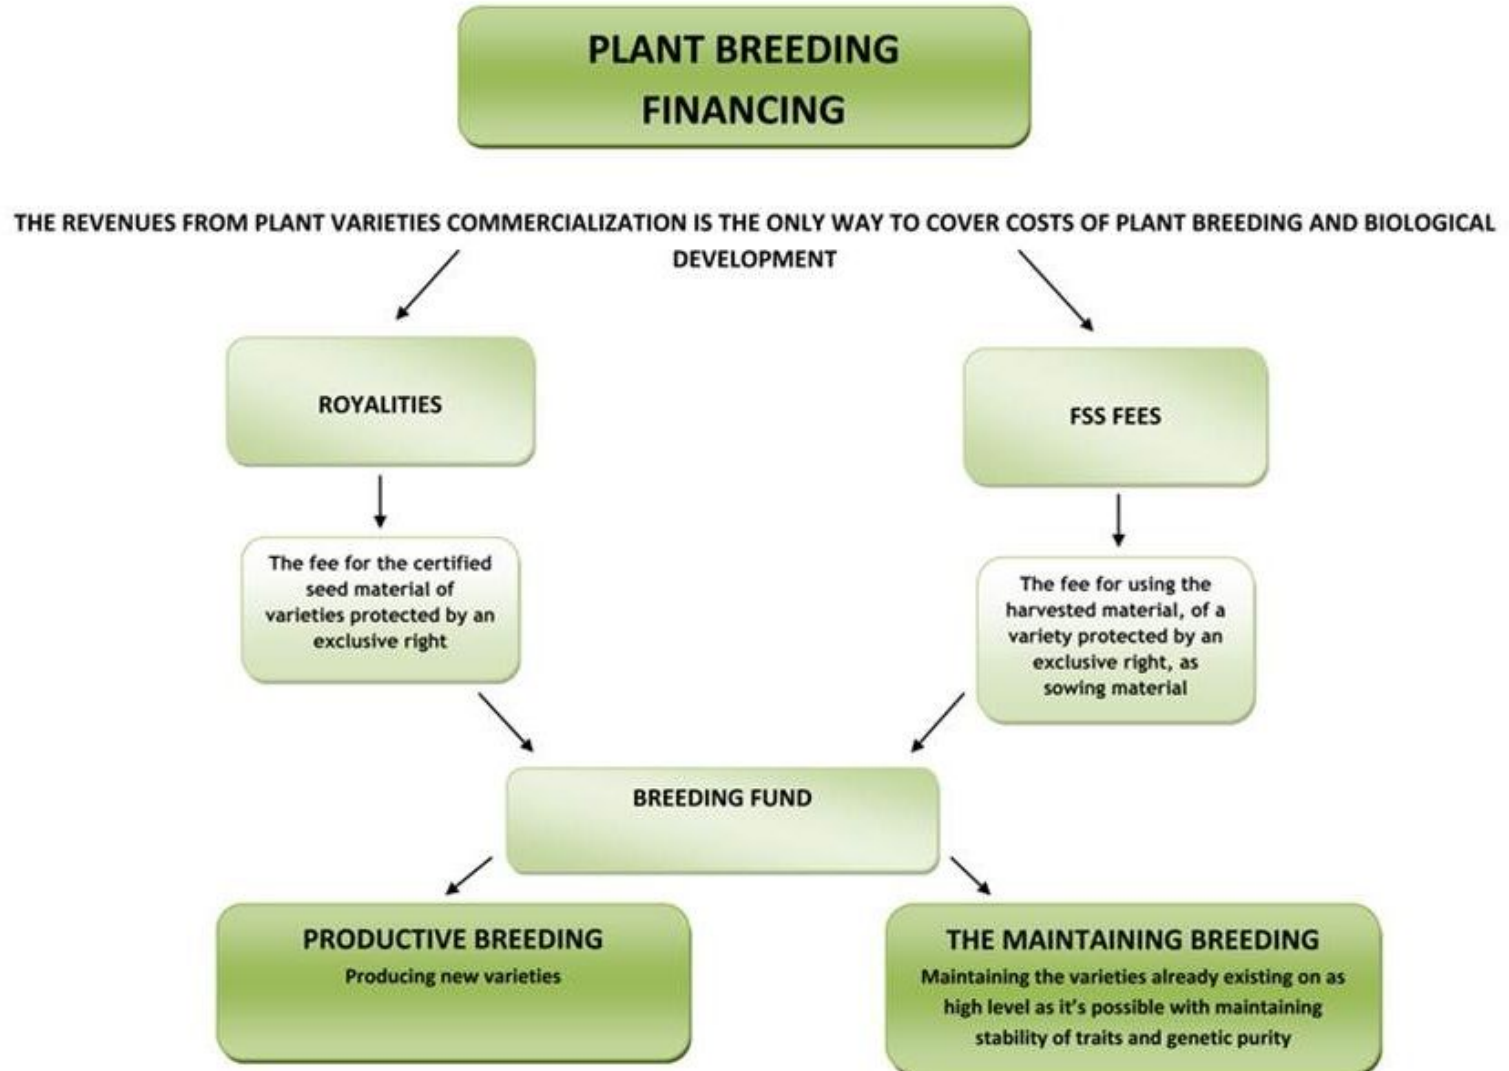 PLANT BREEDING
FINANCING
THE REVENUES FROM PLANT VARIETIES COMMERCIALIZATION IS THE ONLY WAY TO COVER COSTS OF PLANT BREEDING AND BIOLOGICAL
DEVELOPMENT
ROYALITIES
FSS FEES
The fee for the certified
seed material of
varieties protected by an
exclusive right
The fee for using the
harvested material, of a
variety protected by an
exclusive right, as
sowing material
BREEDING FUND
PRODUCTIVE BREEDING
Producing new varieties
THE MAINTAINING BREEDING
Maintaining the varieties already existing on as
high level as it's possible with maintaining
stability of traits and genetic purity